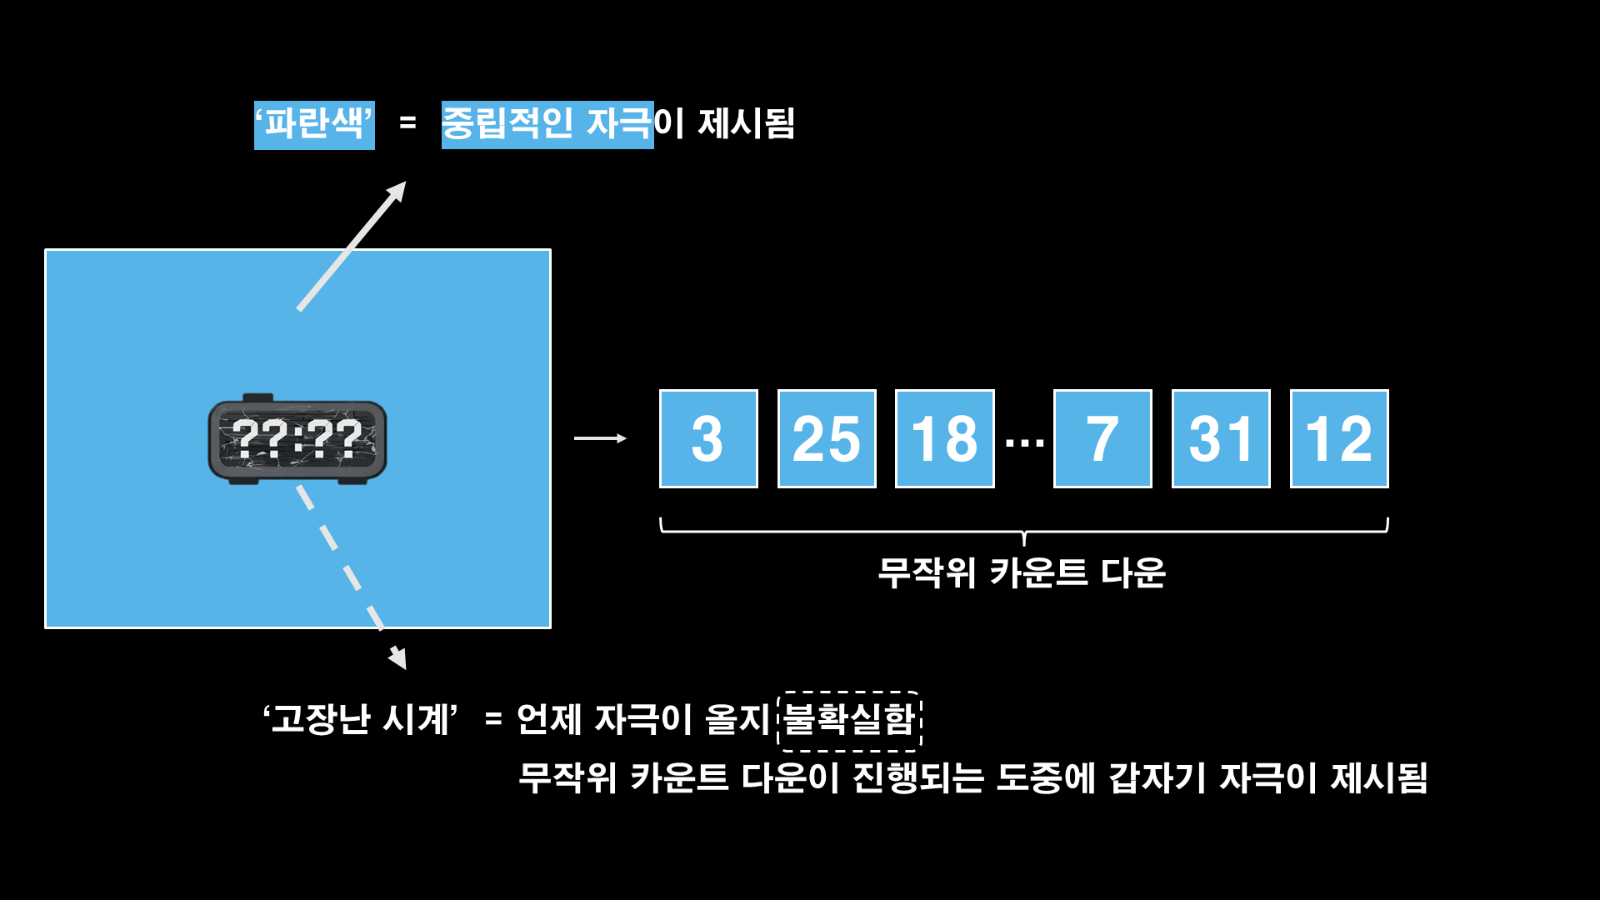 ‘파란색’ = 중립적인 자극이 제시됨
??:??
3 25 18 ... 7 31 12
무작위 카운트 다운
‘고장난 시계’ = 언제 자극이 올지 불확실함
무작위 카운트 다운이 진행되는 도중에 갑자기 자극이 제시됨